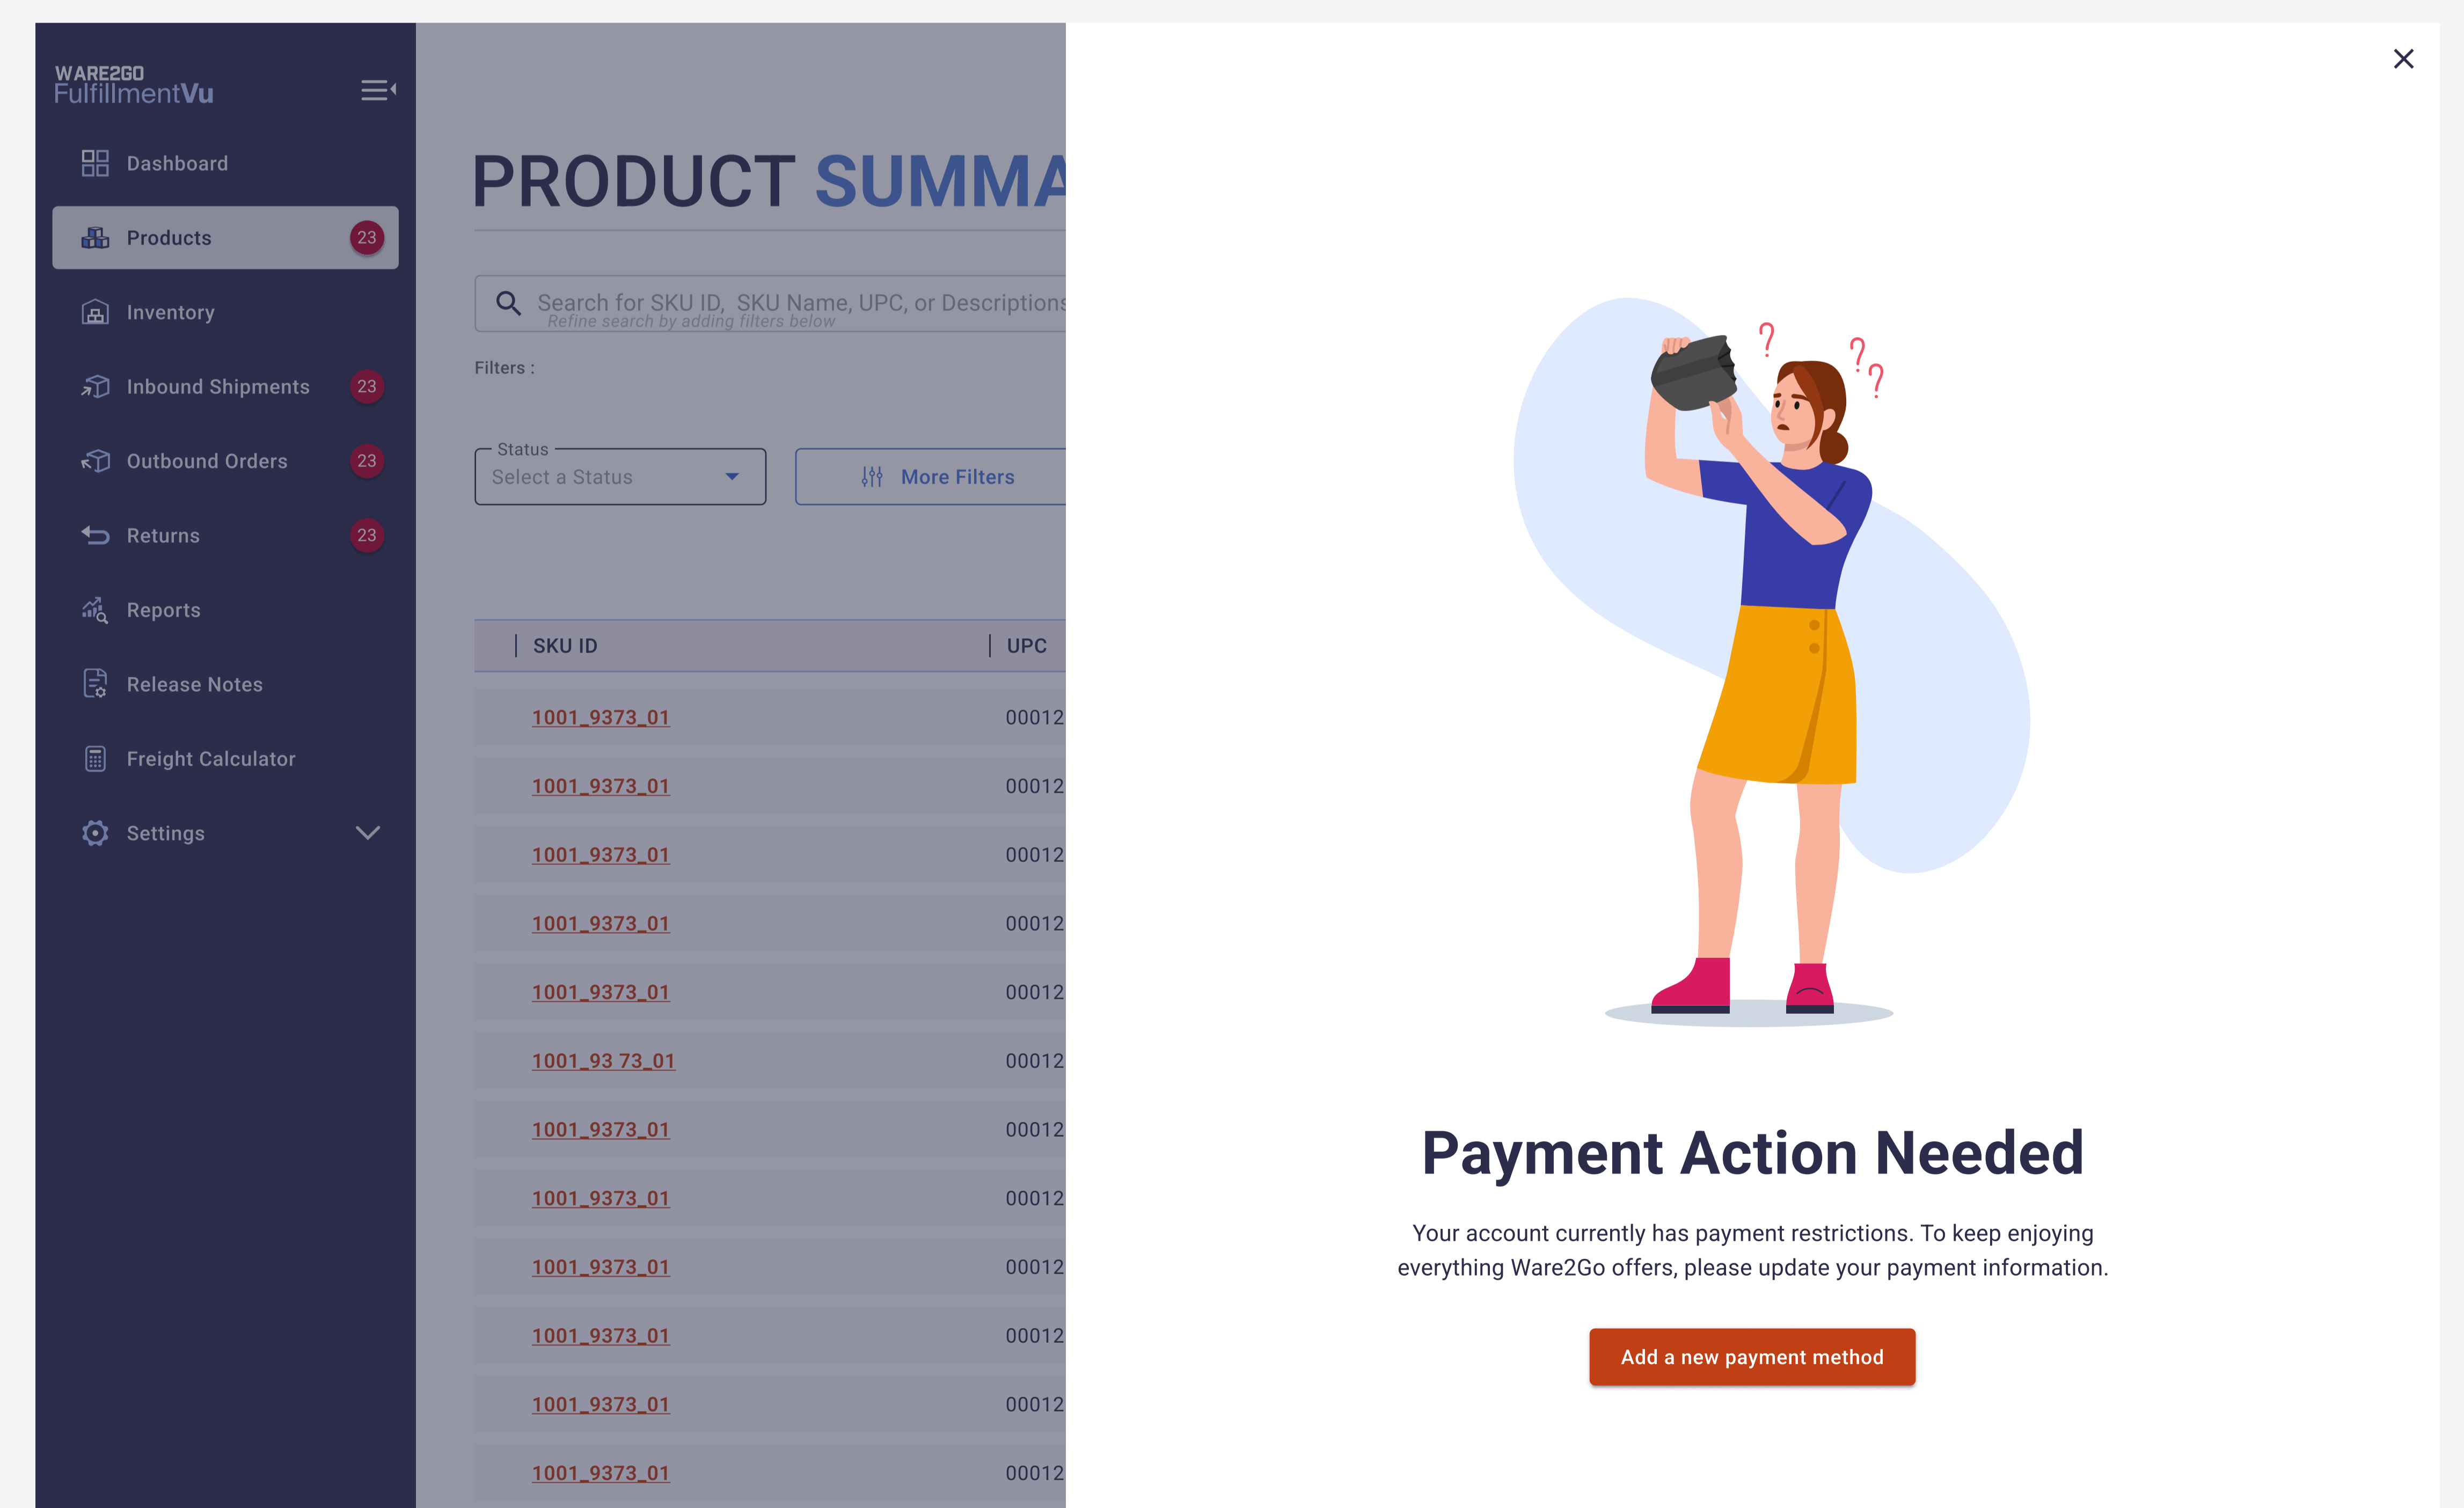 WARE2GO
FulfillmentVu
Dashboard
Products 23
Inventory
Inbound Shipments 23
Outbound Orders 23
Returns 23
Reports
Release Notes
Freight Calculator
Settings
PRODUCT SUMMA
Search for SKU ID, SKU Name, UPC, or Descriptions
Refine search by adding filters below
Filters :
Status
Select a Status
More Filters
SKU ID UPC
1001_9373_01 00012
1001_9373_01 00012
1001_9373_01 00012
1001_9373_01 00012
1001_9373_01 00012
1001_93 73_01 00012
1001_9373_01 00012
1001_9373_01 00012
1001_9373_01 00012
1001_9373_01 00012
1001_9373_01 00012
1001_9373_01 00012
? ? ?
Payment Action Needed
Your account currently has payment restrictions. To keep enjoying
everything Ware2Go offers, please update your payment information.
Add a new payment method